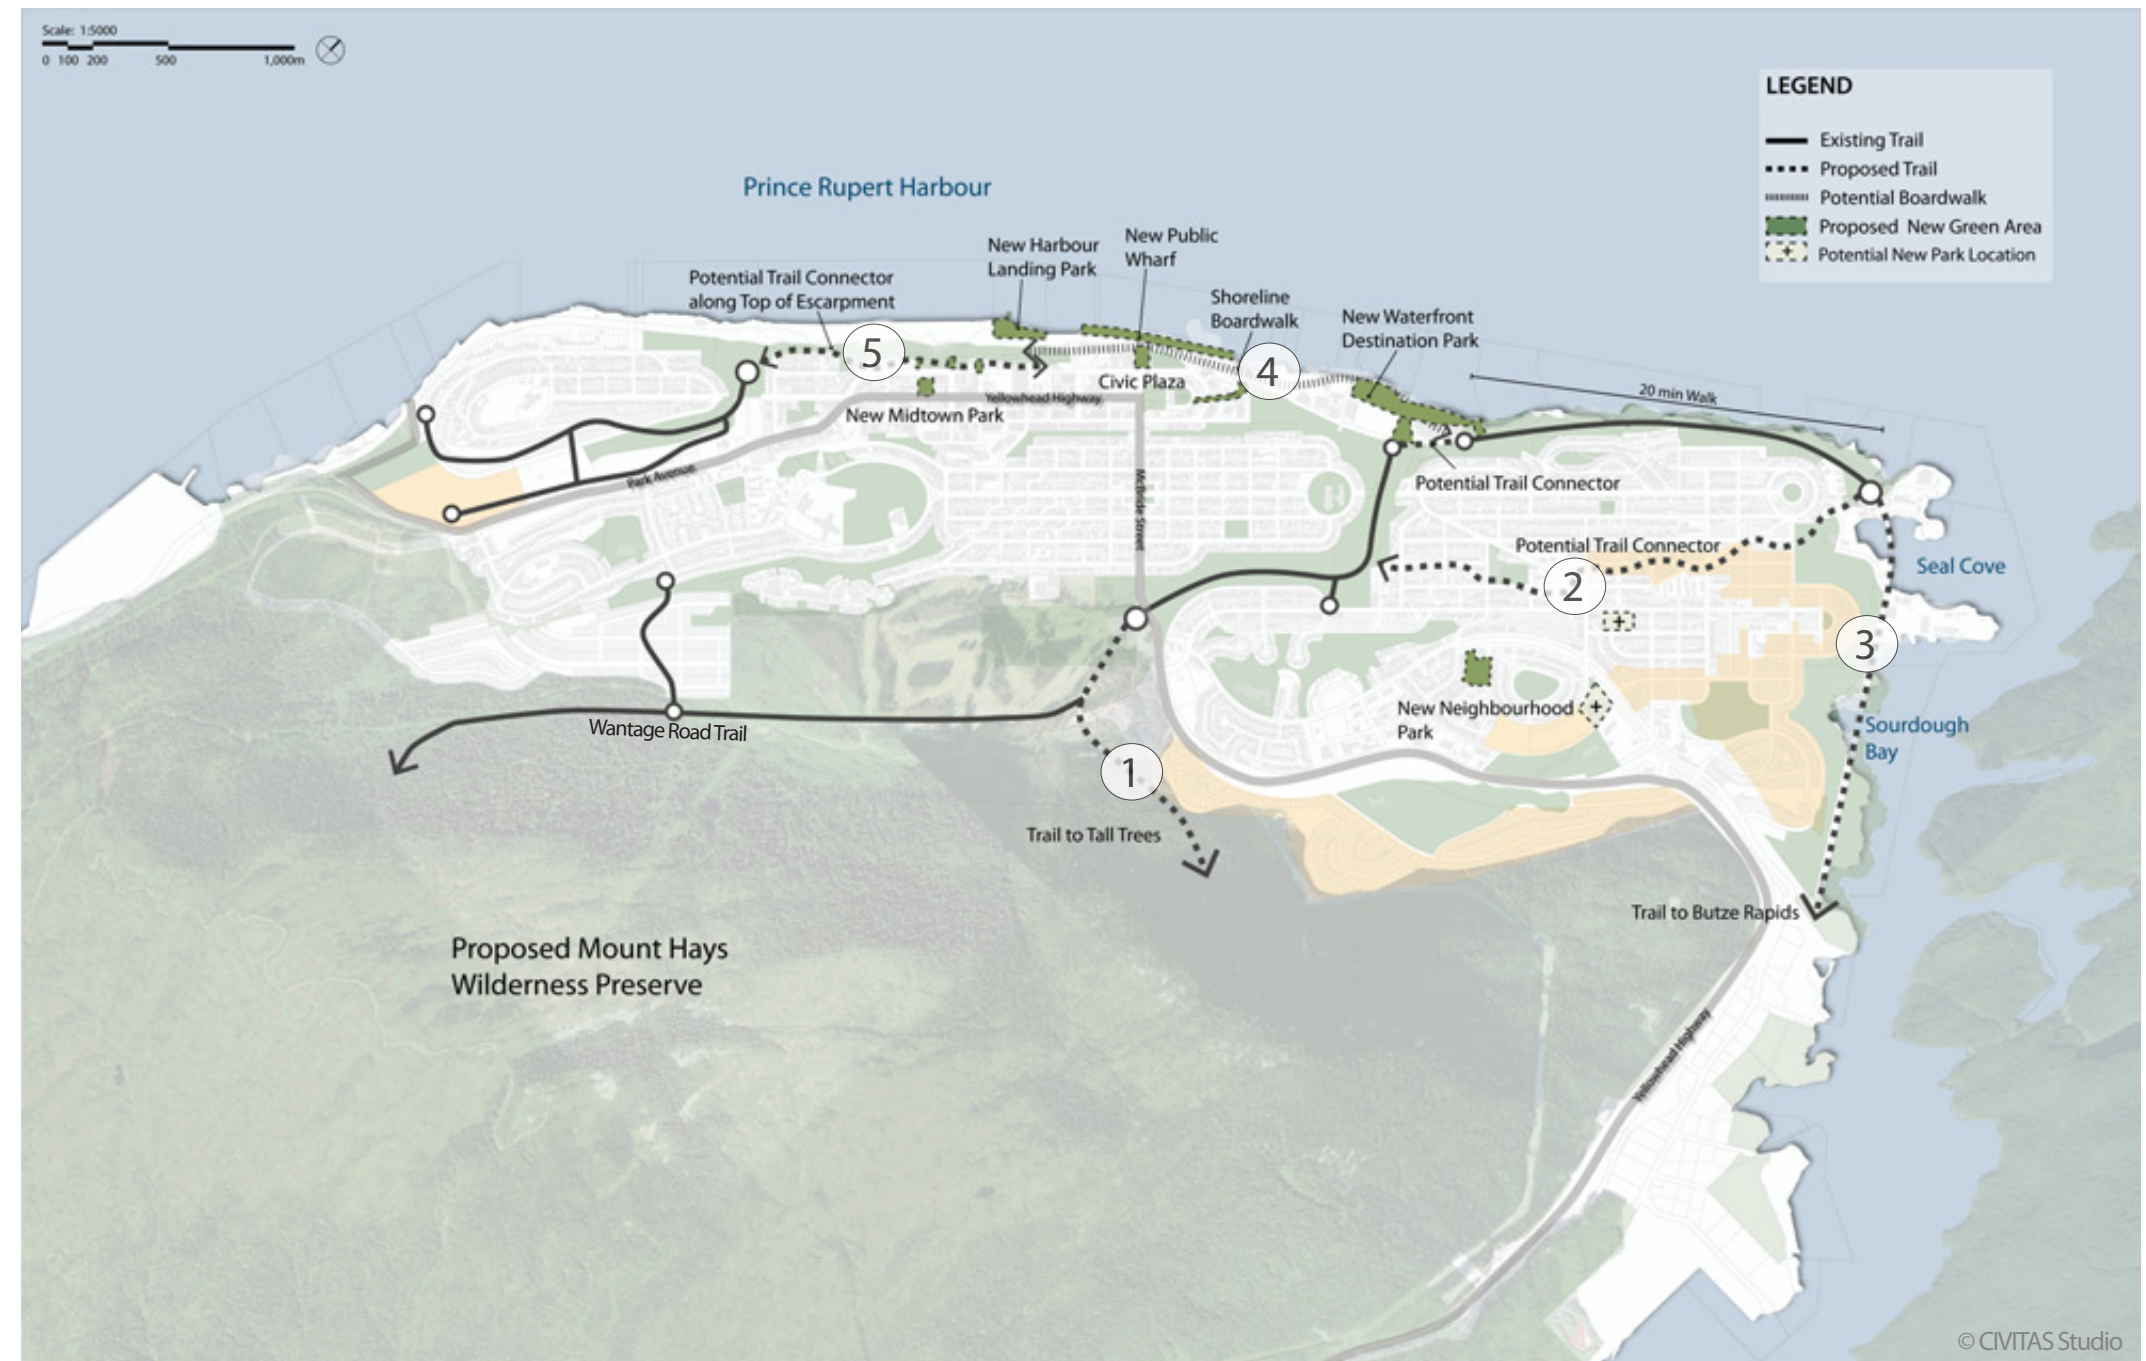 Scale: 1:5000
0 100 200 500 1,000m
LEGEND
Existing Trail
Proposed Trail
Potential Boardwalk
Proposed New Green Area
Potential New Park Location
Prince Rupert Harbour
New Harbour
Landing Park
New Public
Wharf
Potential Trail Connector
along Top of Escarpment
Shoreline
Boardwalk
New Waterfront
Destination Park
5
4
Civic Plaza
20 min Walk
Yellowhead Highway
New Midtown Park
Park Avenue
McBride Street
Potential Trail Connector
Potential Trail Connector
2
Seal Cove
3
New Neighbourhood
Park
Sourdough
Bay
Wantage Road Trail
1
Trail to Tall Trees
Trail to Butze Rapids
Proposed Mount Hays
Wilderness Preserve
Yellowhead Highway
© CIVITAS Studio